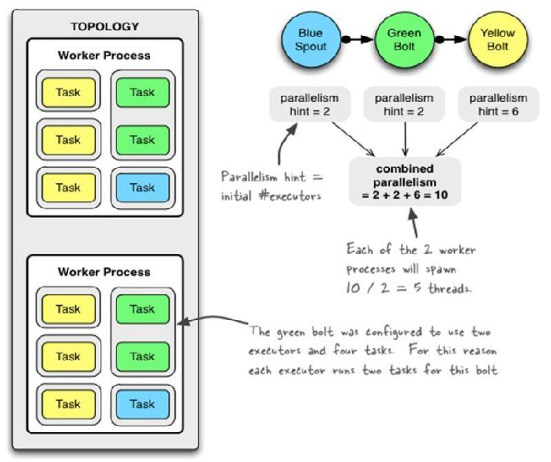 TOPOLOGY
Worker Process
Task
Task
Task
Task
Task
Task
Worker Process
Task
Task
Task
Task
Task
Task
Blue
Spout
Green
Bolt
Yellow
Bolt
parallelism
hint = 2
parallelism
hint = 2
parallelism
hint = 6
Parallelism hint =
initial #executors
combined
parallelism
= 2 + 2 + 6 = 10
Each of the 2 worker
processes will spawn
10 / 2 = 5 threads.
The green bolt was configured to use two
executors and four tasks. For this reason
each executor runs two tasks for this bolt